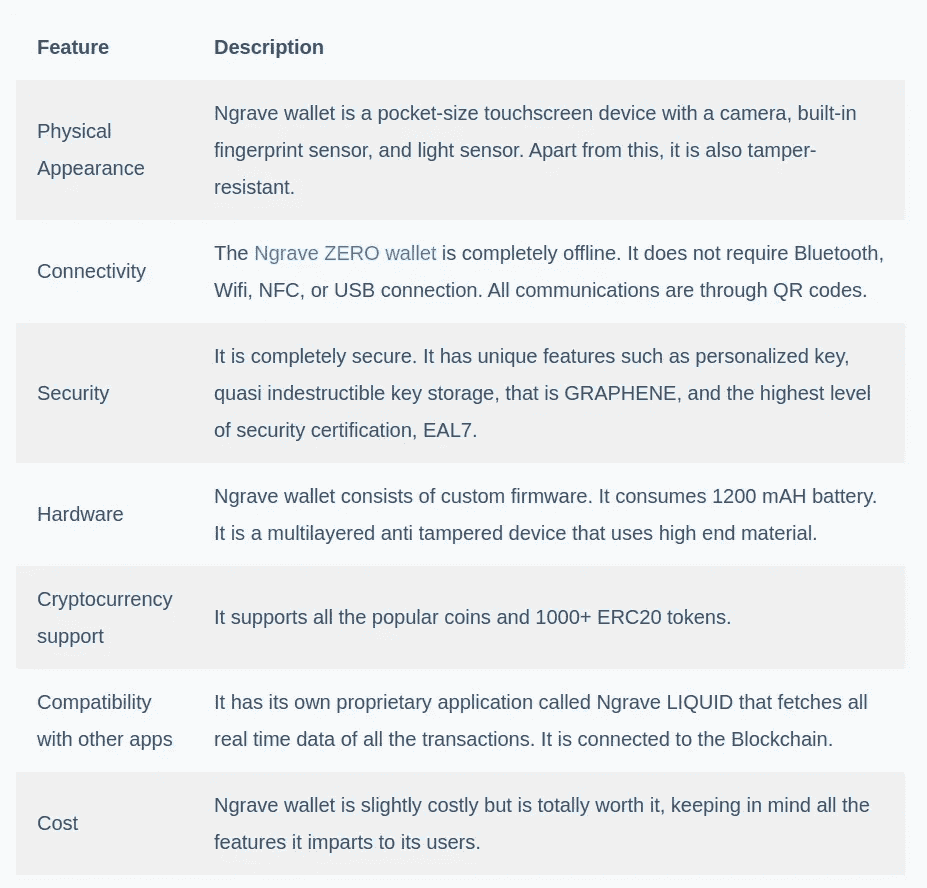 Feature Description
Physical
Appearance
Ngrave wallet is a pocket-size touchscreen device with a camera, built-in
fingerprint sensor, and light sensor. Apart from this, it is also tamper-
resistant.
Connectivity
The Ngrave ZERO wallet is completely offline. It does not require Bluetooth,
Wifi, NFC, or USB connection. All communications are through QR codes.
Security
It is completely secure. It has unique features such as personalized key,
quasi indestructible key storage, that is GRAPHENE, and the highest level
of security certification, EAL7.
Hardware
Ngrave wallet consists of custom firmware. It consumes 1200 mAH battery.
It is a multilayered anti tampered device that uses high end material.
Cryptocurrency
support
It supports all the popular coins and 1000+ ERC20 tokens.
Compatibility
with other apps
It has its own proprietary application called Ngrave LIQUID that fetches all
real time data of all the transactions. It is connected to the Blockchain.
Cost
Ngrave wallet is slightly costly but is totally worth it, keeping in mind all the
features it imparts to its users.